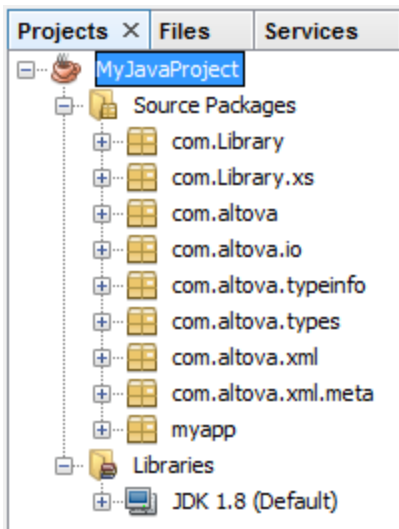 Projects × Files Services
MyJavaProject
Source Packages
com.Library
com.Library.xs
com.altova
com.altova.io
com.altova.typeinfo
com.altova.types
com.altova.xml
com.altova.xml.meta
myapp
Libraries
JDK 1.8 (Default)